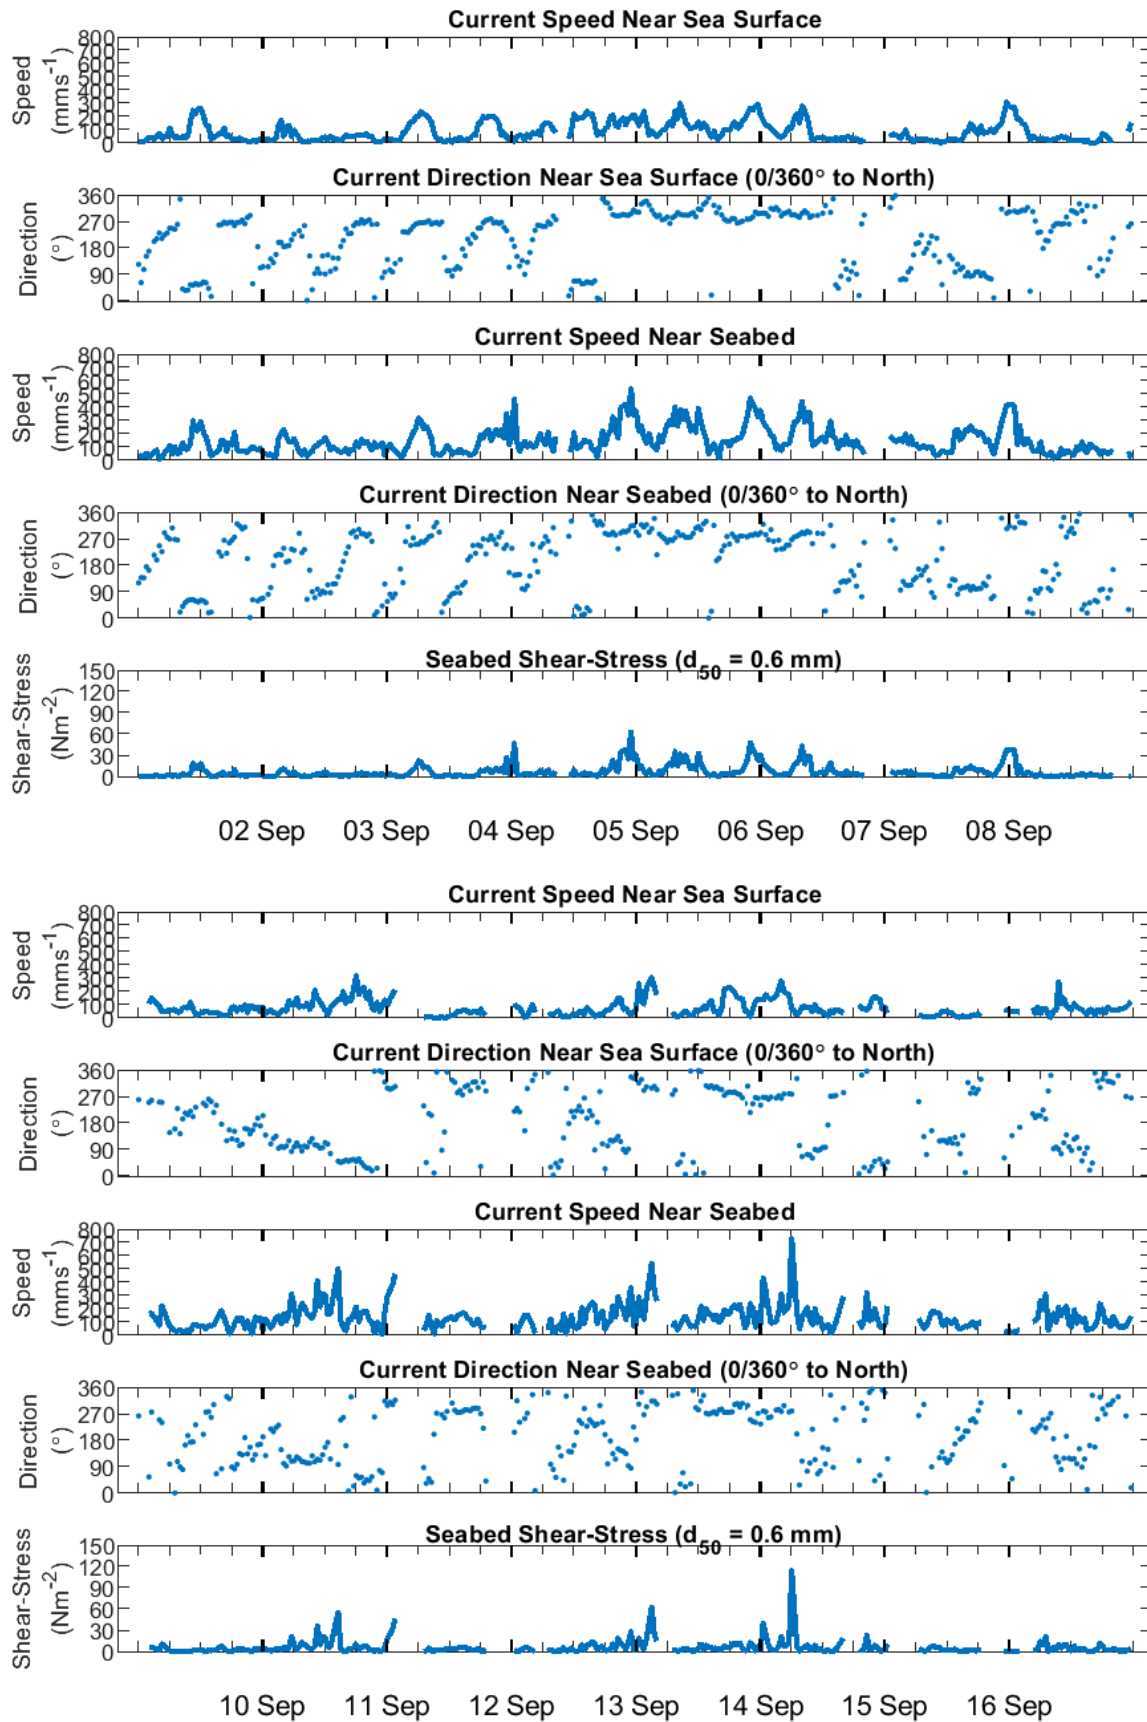 Current Speed Near Sea Surface
Speed
(mms⁻¹)
800
700
600
500
400
300
200
100
0
Current Direction Near Sea Surface (0/360° to North)
Direction
(°)
360
270
180
90
0
Current Speed Near Seabed
Speed
(mms⁻¹)
800
700
600
500
400
300
200
100
0
Current Direction Near Seabed (0/360° to North)
Direction
(°)
360
270
180
90
0
Seabed Shear-Stress (d₅₀ = 0.6 mm)
Shear-Stress
(Nm⁻²)
150
120
90
60
30
0
02 Sep 03 Sep 04 Sep 05 Sep 06 Sep 07 Sep 08 Sep
Current Speed Near Sea Surface
Speed
(mms⁻¹)
800
700
600
500
400
300
200
100
0
Current Direction Near Sea Surface (0/360° to North)
Direction
(°)
360
270
180
90
0
Current Speed Near Seabed
Speed
(mms⁻¹)
800
700
600
500
400
300
200
100
0
Current Direction Near Seabed (0/360° to North)
Direction
(°)
360
270
180
90
0
Seabed Shear-Stress (d₅₀ = 0.6 mm)
Shear-Stress
(Nm⁻²)
150
120
90
60
30
0
10 Sep 11 Sep 12 Sep 13 Sep 14 Sep 15 Sep 16 Sep